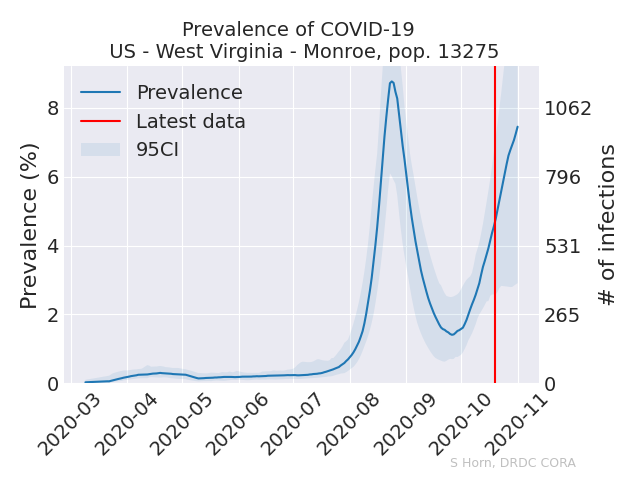 Prevalence of COVID-19
US - West Virginia - Monroe, pop. 13275
Prevalence
Latest data
95CI
Prevalence (%)
8
6
4
2
0
1062
796
531
265
0
# of infections
2020-03
2020-04
2020-05
2020-06
2020-07
2020-08
2020-09
2020-10
2020-11
S Horn, DRDC CORA